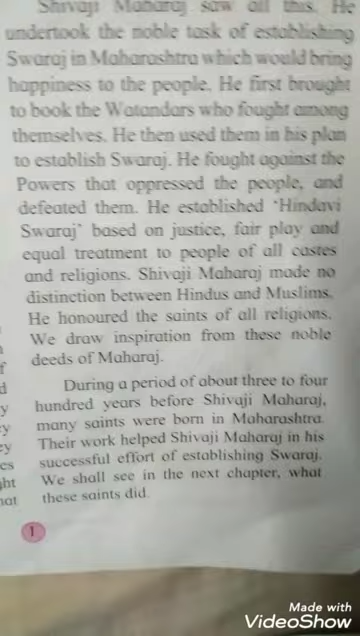 Shivaji Maharaj saw all this. He
undertook the noble task of establishing
Swaraj in Maharashtra which would bring
happiness to the people. He first brought
to book the Watandars who fought among
themselves. He then used them in his plan
to establish Swaraj. He fought against the
Powers that oppressed the people, and
defeated them. He established 'Hindavi
Swaraj' based on justice, fair play and
equal treatment to people of all castes
and religions. Shivaji Maharaj made no
distinction between Hindus and Muslims.
He honoured the saints of all religions.
We draw inspiration from these noble
deeds of Maharaj.
During a period of about three to four
hundred years before Shivaji Maharaj,
many saints were born in Maharashtra.
Their work helped Shivaji Maharaj in his
successful effort of establishing Swaraj.
We shall see in the next chapter, what
these saints did.
1
Made with
VideoShow